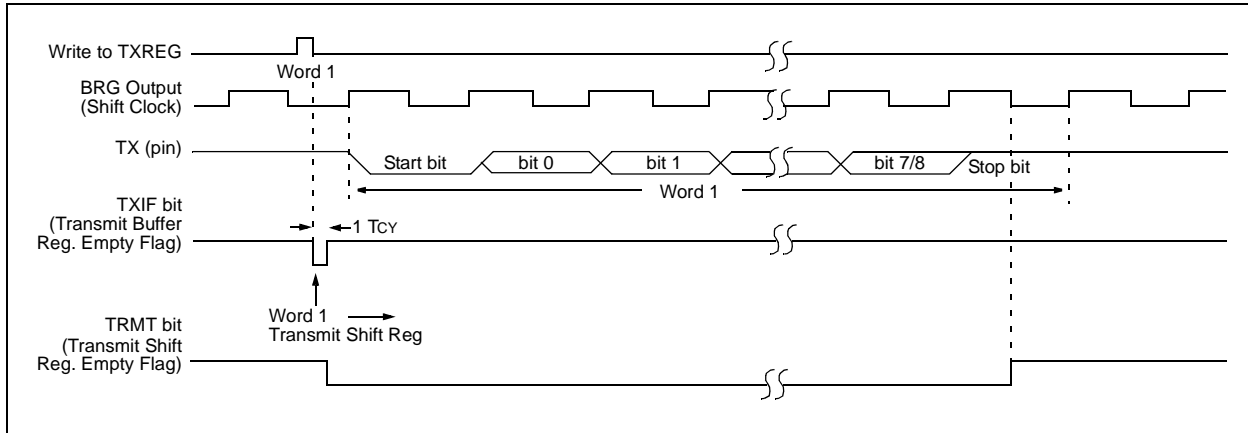 Write to TXREG
Word 1
BRG Output
(Shift Clock)
TX (pin)
Start bit
bit 0
bit 1
bit 7/8
Stop bit
Word 1
TXIF bit
(Transmit Buffer
Reg. Empty Flag)
1 TCY
Word 1
Transmit Shift Reg
TRMT bit
(Transmit Shift
Reg. Empty Flag)